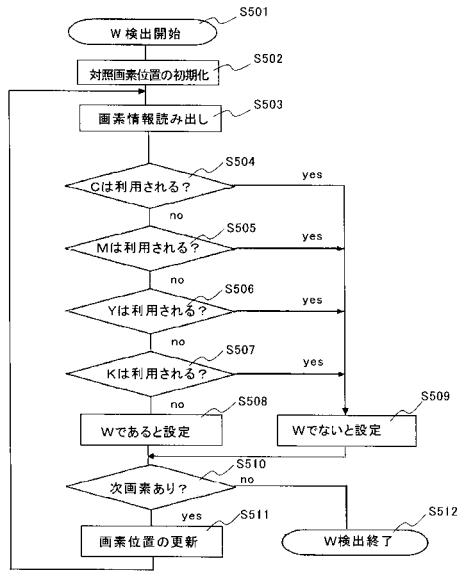 S501
W検出開始
S502
対照画素位置の初期化
S503
画素情報読み出し
S504
Cは利用される?
yes
no
S505
Mは利用される?
yes
no
S506
Yは利用される?
yes
no
S507
Kは利用される?
yes
no
S508
Wであると設定
S509
Wでないと設定
S510
次画素あり?
no
yes
S511
画素位置の更新
S512
W検出終了